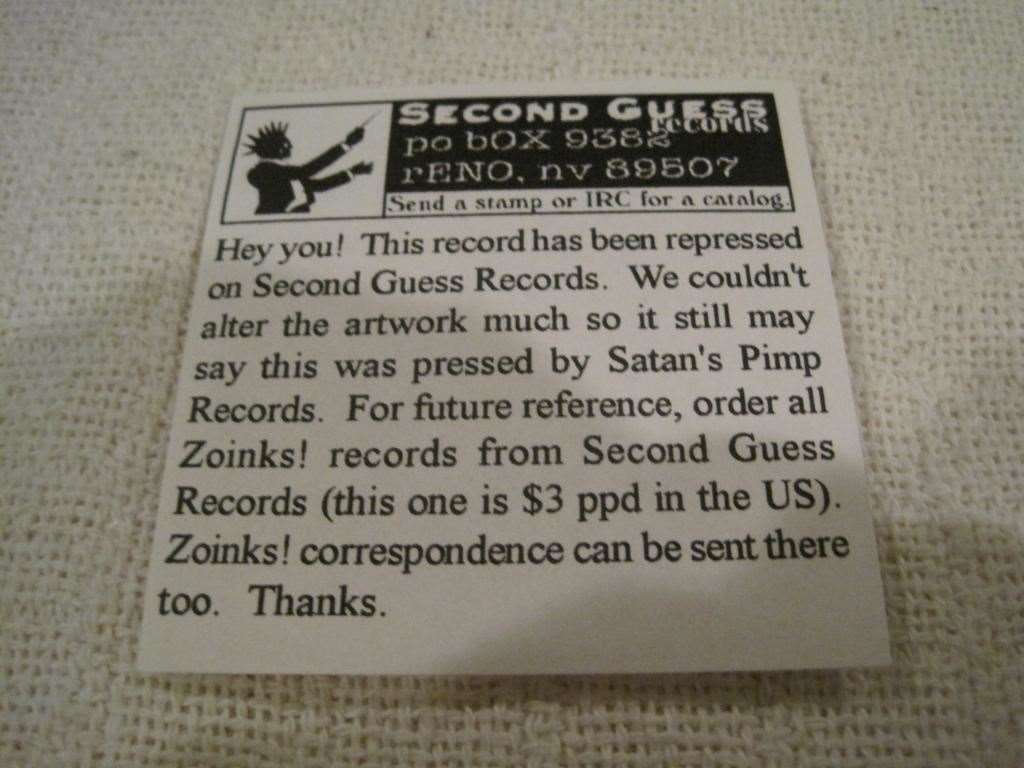 SECOND GUESS
records
po bOX 9382
rENO, nv 89507
Send a stamp or IRC for a catalog.
Hey you! This record has been repressed
on Second Guess Records. We couldn't
alter the artwork much so it still may
say this was pressed by Satan's Pimp
Records. For future reference, order all
Zoinks! records from Second Guess
Records (this one is $3 ppd in the US).
Zoinks! correspondence can be sent there
too. Thanks.